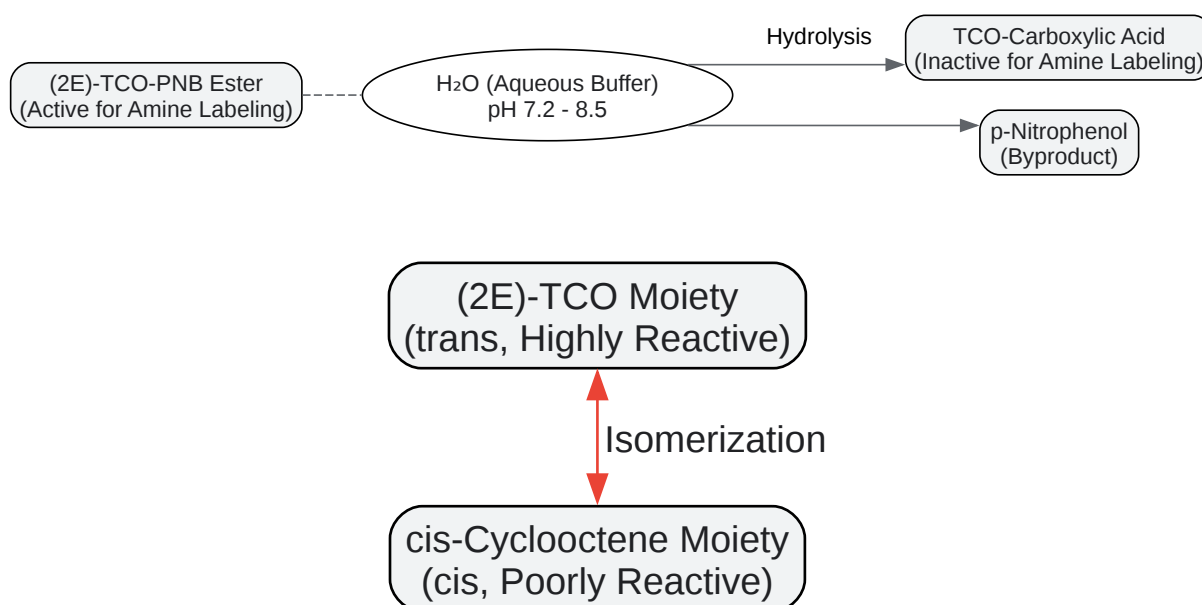 Hydrolysis
TCO-Carboxylic Acid
(Inactive for Amine Labeling)
(2E)-TCO-PNB Ester
(Active for Amine Labeling)
H₂O (Aqueous Buffer)
pH 7.2 - 8.5
p-Nitrophenol
(Byproduct)
(2E)-TCO Moiety
(trans, Highly Reactive)
Isomerization
cis-Cyclooctene Moiety
(cis, Poorly Reactive)